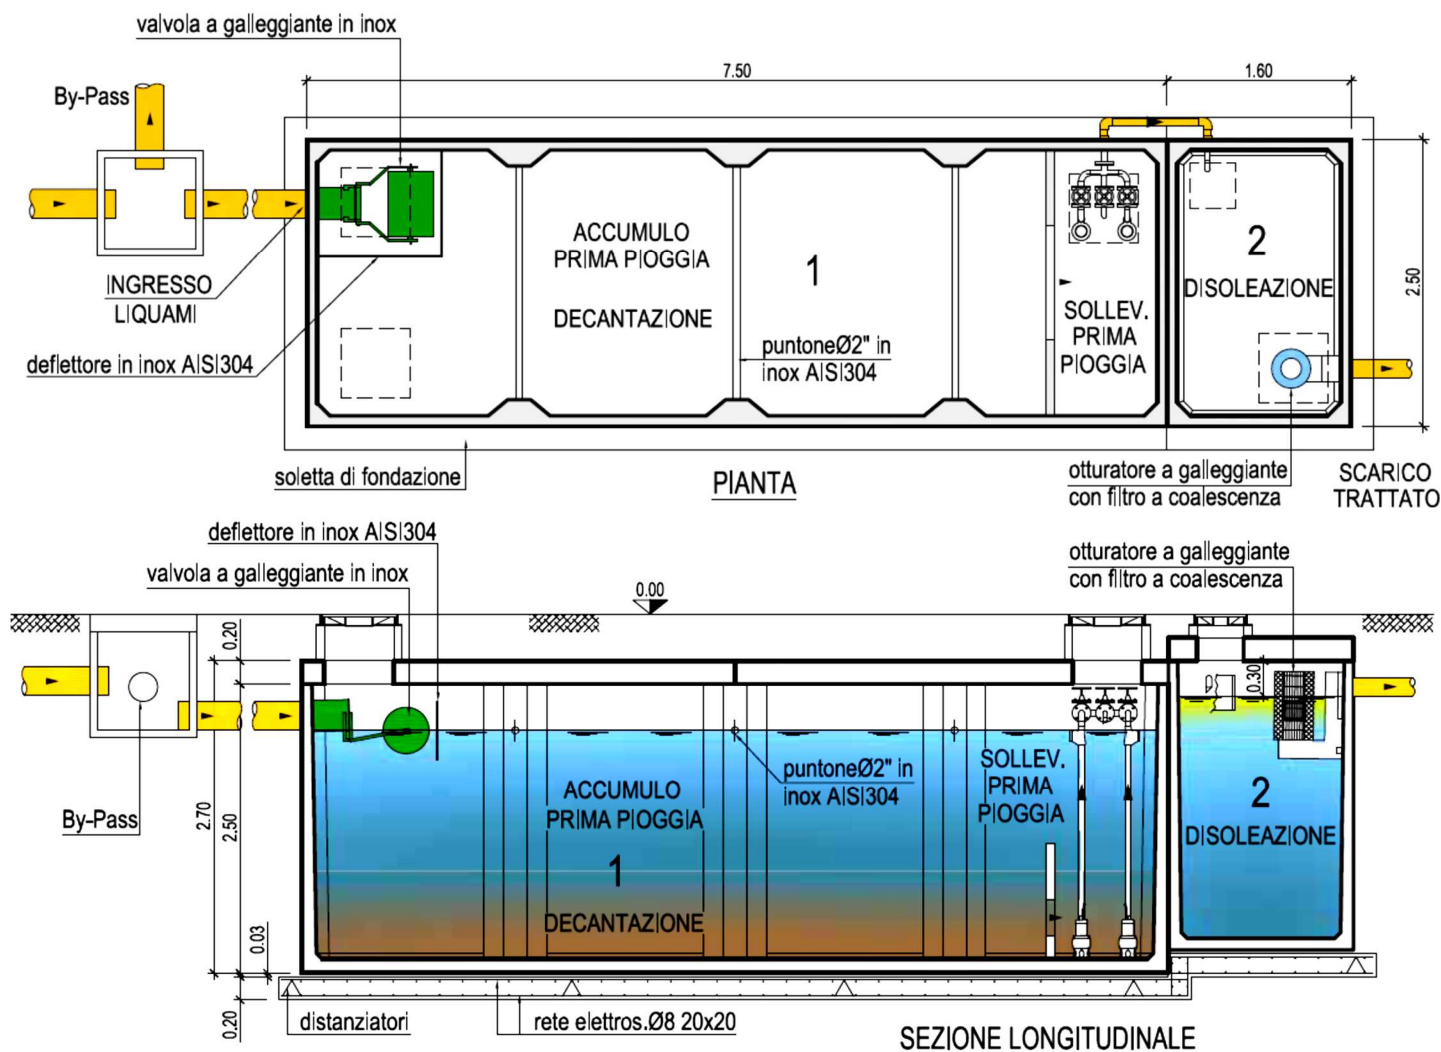 valvola a galleggiante in inox
7.50
1.60
By-Pass
ACCUMULO
PRIMA PIOGGIA
1
DECANTAZIONE
2
DISOLEAZIONE
2.50
INGRESSO
LIQUAMI
SOLLEV.
PRIMA
PIOGGIA
puntoneØ2" in
inox AISI304
deflettore in inox AISI304
soletta di fondazione
PIANTA
otturatore a galleggiante
con filtro a coalescenza
SCARICO
TRATTATO
deflettore in inox AISI304
valvola a galleggiante in inox
otturatore a galleggiante
con filtro a coalescenza
0.00
0.20
0.30
By-Pass
2.70
2.50
ACCUMULO
PRIMA PIOGGIA
1
DECANTAZIONE
puntoneØ2" in
inox AISI304
SOLLEV.
PRIMA
PIOGGIA
2
DISOLEAZIONE
0.03
0.20
distanziatori
rete elettros.Ø8 20x20
SEZIONE LONGITUDINALE